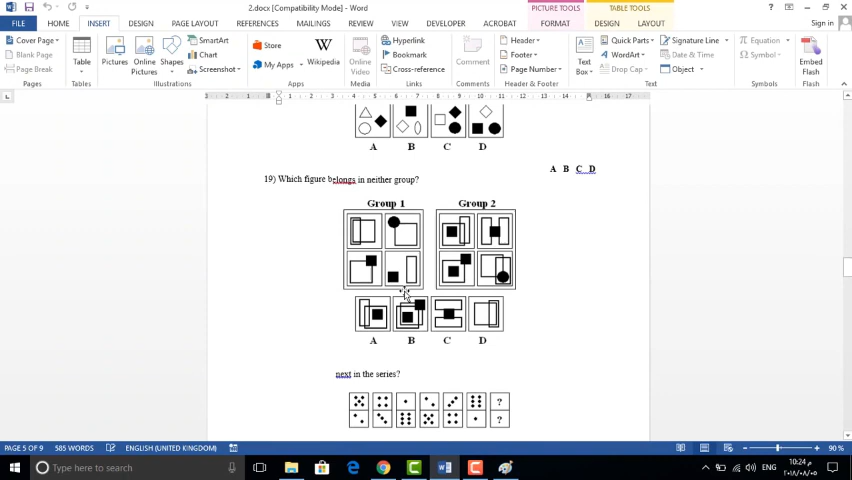 2.docx [Compatibility Mode] - Word
PICTURE TOOLS
TABLE TOOLS
FILE HOME INSERT DESIGN PAGE LAYOUT REFERENCES MAILINGS REVIEW VIEW DEVELOPER ACROBAT FORMAT DESIGN LAYOUT
Sign in
Cover Page
Blank Page
Page Break
Pages
Table
Tables
Pictures
Online Pictures
Shapes
SmartArt
Chart
Screenshot
Illustrations
Store
My Apps
Wikipedia
Apps
Online Video
Media
Hyperlink
Bookmark
Cross-reference
Links
Comment
Comments
Header
Footer
Page Number
Header & Footer
Text Box
Quick Parts
WordArt
Drop Cap
Signature Line
Date & Time
Object
Text
Equation
Symbol
Symbols
Embed Flash
Flash
A B C D
A B C D
19) Which figure belongs in neither group?
Group 1 Group 2
A B C D
next in the series?
?
?
PAGE 5 OF 9 585 WORDS ENGLISH (UNITED KINGDOM) 90 %
Type here to search
ENG
م 10:24